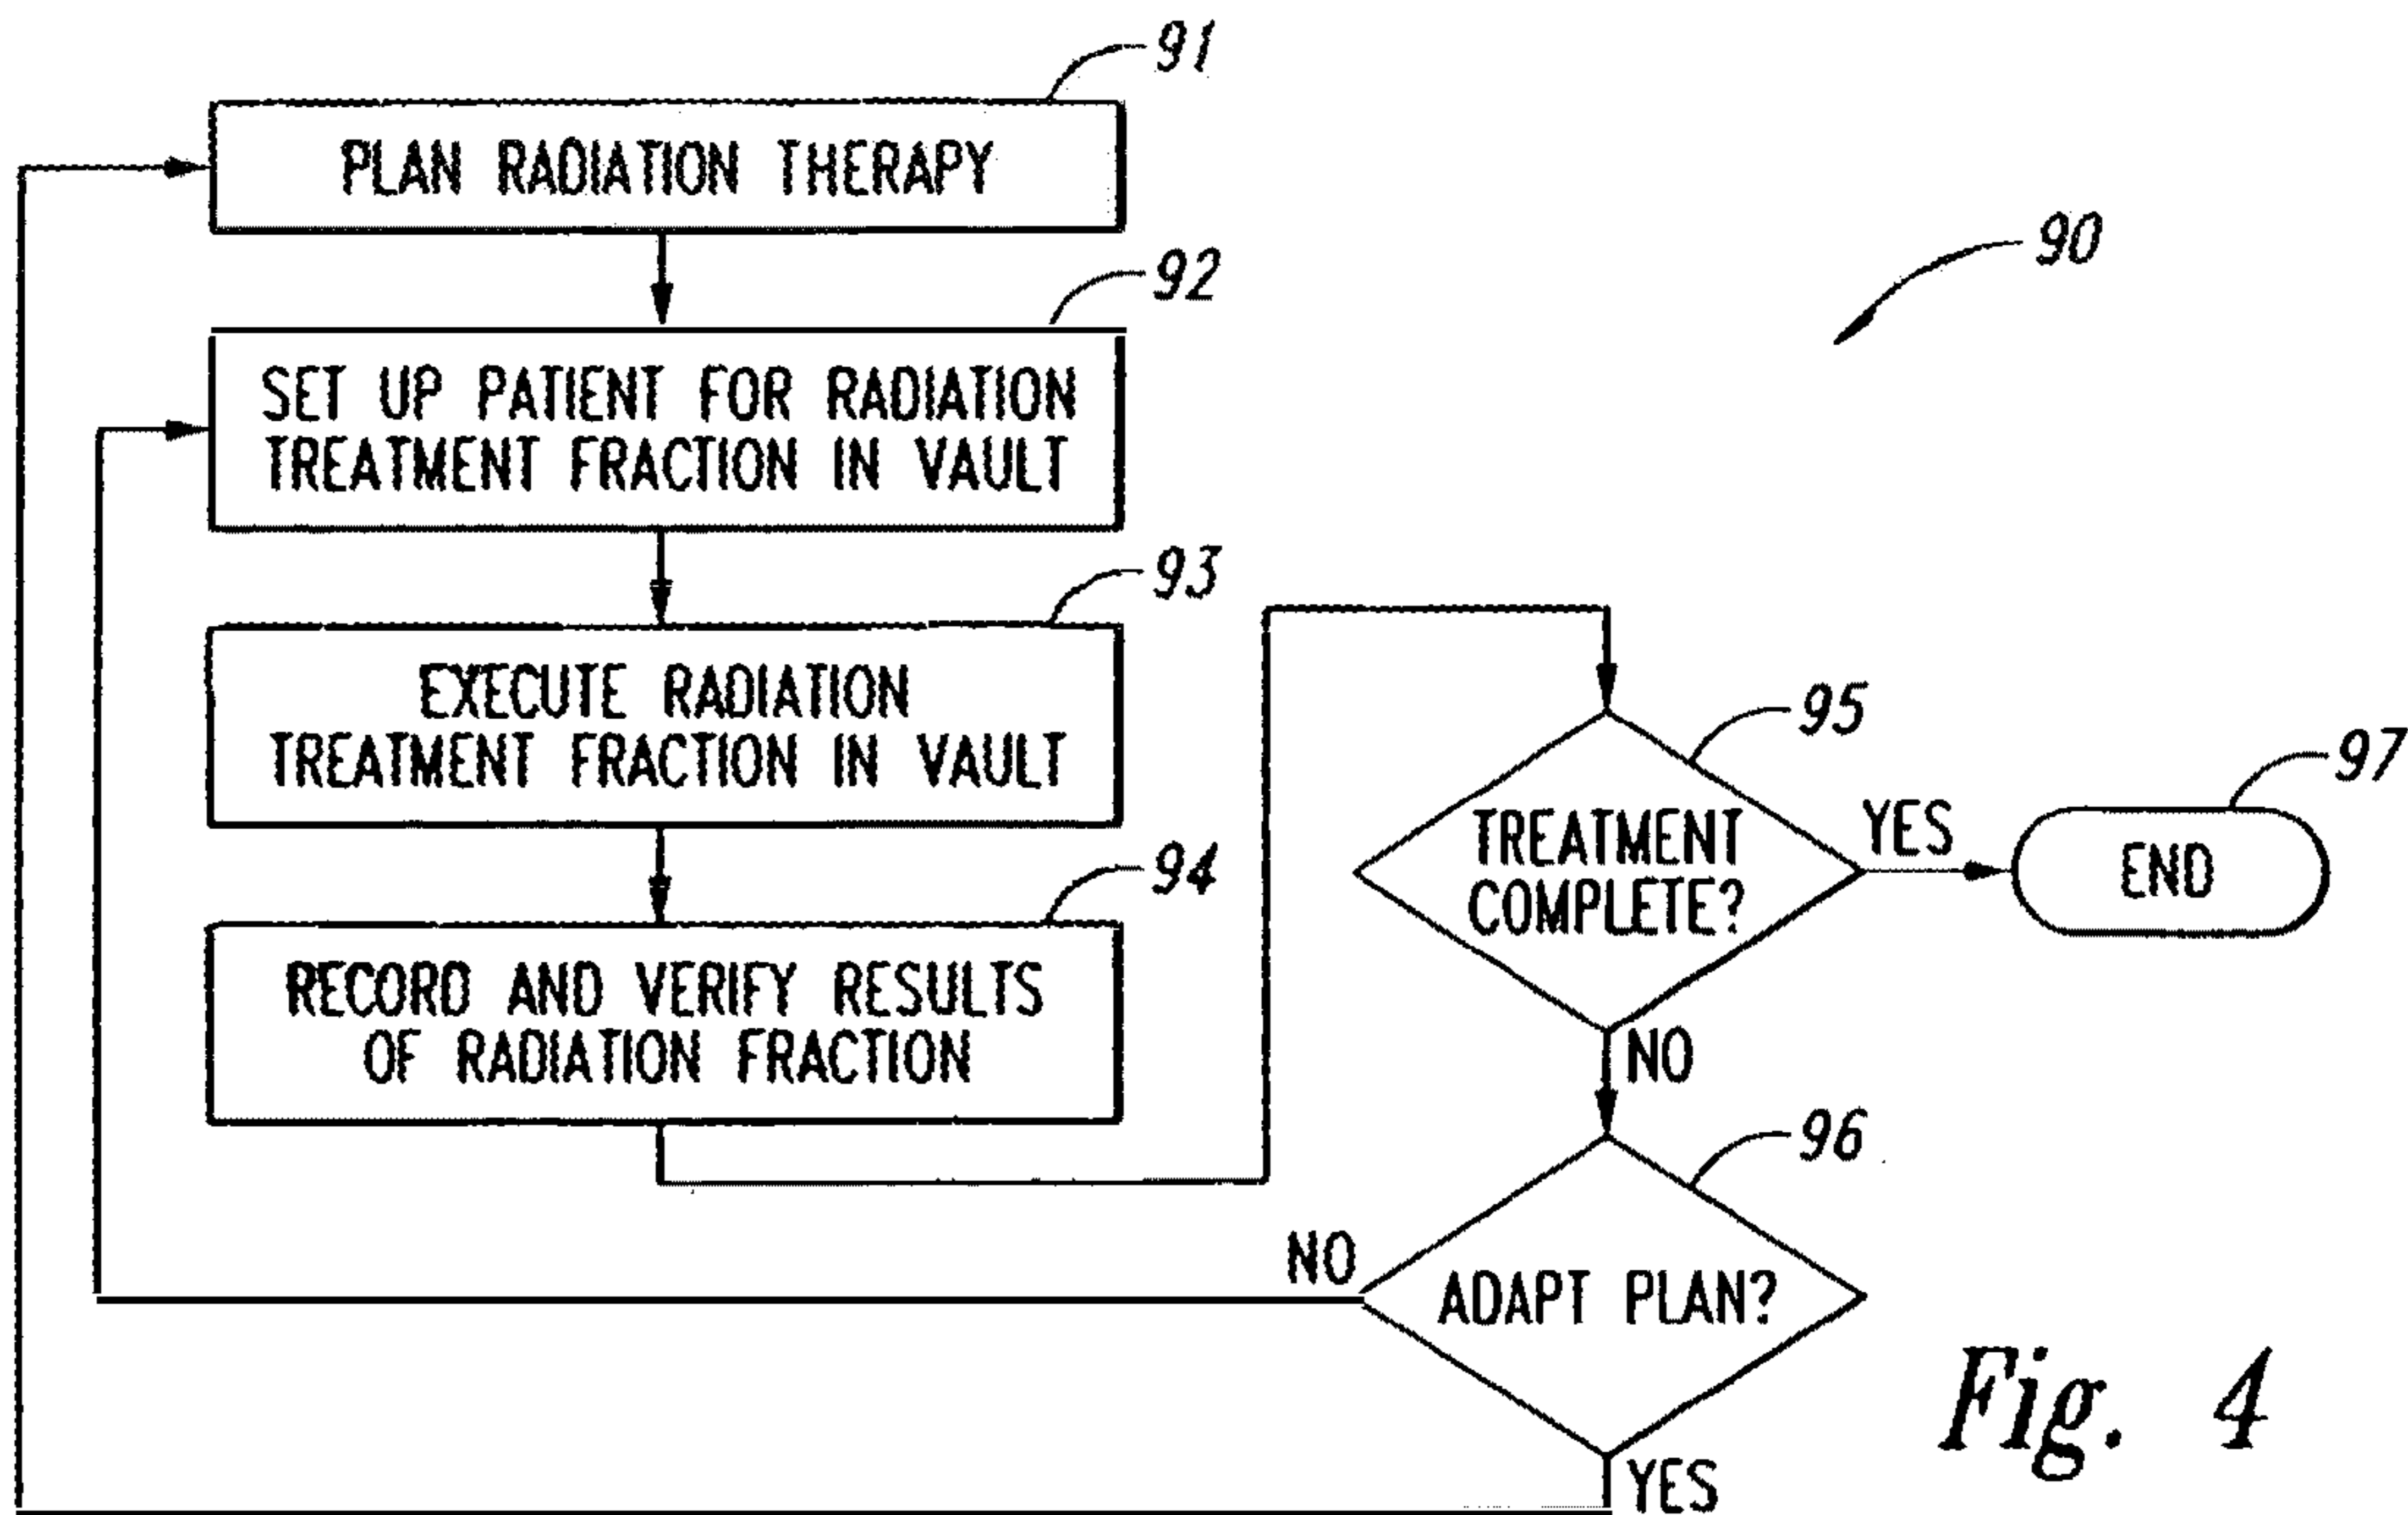 91
PLAN RADIATION THERAPY
90
92
SET UP PATIENT FOR RADIATION
TREATMENT FRACTION IN VAULT
93
EXECUTE RADIATION
TREATMENT FRACTION IN VAULT
94
RECORD AND VERIFY RESULTS
OF RADIATION FRACTION
95
TREATMENT
COMPLETE?
YES
97
END
NO
96
ADAPT PLAN?
NO
YES
Fig. 4